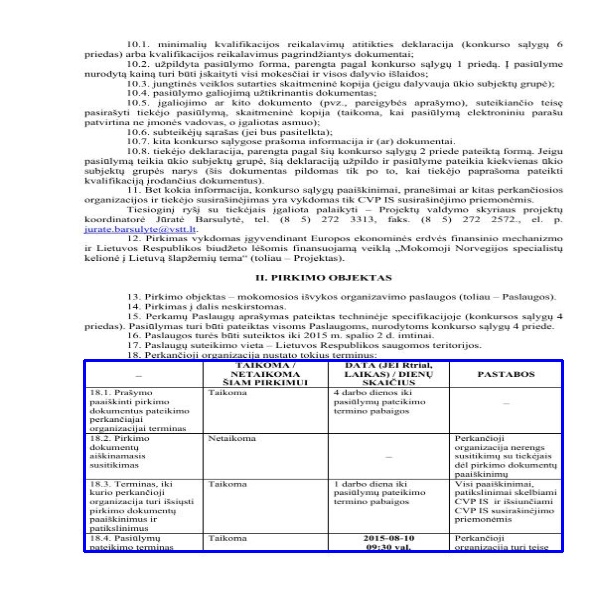 10.1. minimalių kvalifikacijos reikalavimų atitikties deklaracija (konkurso sąlygų 6
priedas) arba kvalifikacijos reikalavimus pagrindžiantys dokumentai;
10.2. užpildyta pasiūlymo forma, parengta pagal konkurso sąlygų 1 priedą. Į pasiūlyme
nurodytą kainą turi būti įskaityti visi mokesčiai ir visos dalyvio išlaidos;
10.3. jungtinės veiklos sutarties skaitmeninė kopija (jeigu dalyvauja ūkio subjektų grupė);
10.4. pasiūlymo galiojimą užtikrinantis dokumentas;
10.5. įgaliojimo ar kito dokumento (pvz., pareigybės aprašymo), suteikiančio teisę
pasirašyti tiekėjo pasiūlymą, skaitmeninė kopija (taikoma, kai pasiūlymą elektroniniu parašu
patvirtina ne įmonės vadovas, o įgaliotas asmuo);
10.6. subteikėjų sąrašas (jei bus pasitelkta);
10.7. kita konkurso sąlygose prašoma informacija ir (ar) dokumentai.
10.8. tiekėjo deklaracija, parengta pagal šių konkurso sąlygų 2 priede pateiktą formą. Jeigu
pasiūlymą teikia ūkio subjektų grupė, šią deklaraciją užpildo ir pasiūlyme pateikia kiekvienas ūkio
subjektų grupės narys (šis dokumentas pildomas tik po to, kai tiekėjo paprašoma pateikti
kvalifikaciją įrodančius dokumentus).
11. Bet kokia informacija, konkurso sąlygų paaiškinimai, pranešimai ar kitas perkančiosios
organizacijos ir tiekėjo susirašinėjimas yra vykdomas tik CVP IS susirašinėjimo priemonėmis.
Tiesioginį ryšį su tiekėjais įgaliota palaikyti – Projektų valdymo skyriaus projektų
koordinatorė Jūratė Barsulytė, tel. (8 5) 272 3313, faks. (8 5) 272 2572., el. p.
jurate.barsulyte@vstt.lt.
12. Pirkimas vykdomas įgyvendinant Europos ekonominės erdvės finansinio mechanizmo
ir Lietuvos Respublikos biudžeto lėšomis finansuojamą veiklą „Mokomoji Norvegijos specialistų
kelionė į Lietuvą šlapžemių tema“ (toliau – Projektas).
II. PIRKIMO OBJEKTAS
13. Pirkimo objektas – mokomosios išvykos organizavimo paslaugos (toliau – Paslaugos).
14. Pirkimas į dalis neskirstomas.
15. Perkamų Paslaugų aprašymas pateiktas techninėje specifikacijoje (konkurso sąlygos 4
priedas). Pasiūlymas turi būti pateiktas visoms Paslaugoms, nurodytoms konkurso sąlygų 4 priede.
16. Paslaugos turės būti suteiktos iki 2015 m. spalio 2 d. imtinai.
17. Paslaugų suteikimo vieta – Lietuvos Respublikos saugomos teritorijos.
18. Perkančioji organizacija nustato tokius terminus:
–
TAIKOMA /
NETAIKOMA
ŠIAM PIRKIMUI
DATA (JEI Rtrial,
LAIKAS) / DIENŲ
SKAIČIUS
PASTABOS
18.1. Prašymo
paaiškinti pirkimo
dokumentus pateikimo
perkančiajai
organizacijai terminas
Taikoma
4 darbo dienos iki
pasiūlymų pateikimo
termino pabaigos
–
18.2. Pirkimo
dokumentų
aiškinamasis
susitikimas
Netaikoma
–
Perkančioji
organizacija nerengs
susitikimų su tiekėjais
dėl pirkimo dokumentų
paaiškinimų
18.3. Terminas, iki
kurio perkančioji
organizacija turi išsiųsti
pirkimo dokumentų
paaiškinimus ir
patikslinimus
Taikoma
1 darbo diena iki
pasiūlymų pateikimo
termino pabaigos
Visi paaiškinimai,
patikslinimai skelbiami
CVP IS ir išsiunčiami
CVP IS susirašinėjimo
priemonėmis
18.4. Pasiūlymų
pateikimo terminas
Taikoma
2015-08-10
09:30 val.
Perkančioji
organizacija turi teisę